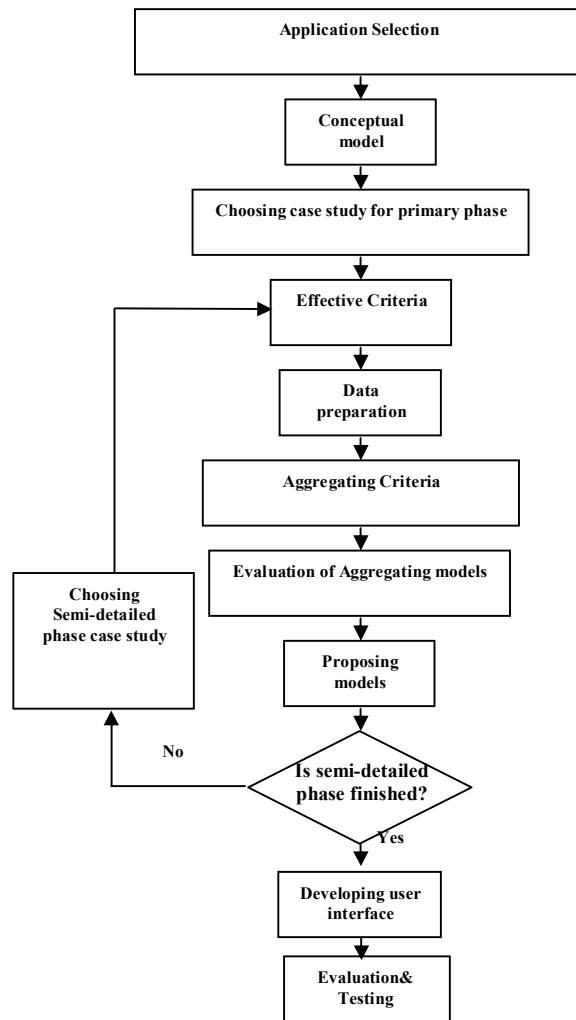 Application Selection
Conceptual
model
Choosing case study for primary phase
Effective Criteria
Data
preparation
Aggregating Criteria
Evaluation of Aggregating models
Choosing
Semi-detailed
phase case study
Proposing
models
No
Is semi-detailed
phase finished?
Yes
Developing user
interface
Evaluation&
Testing